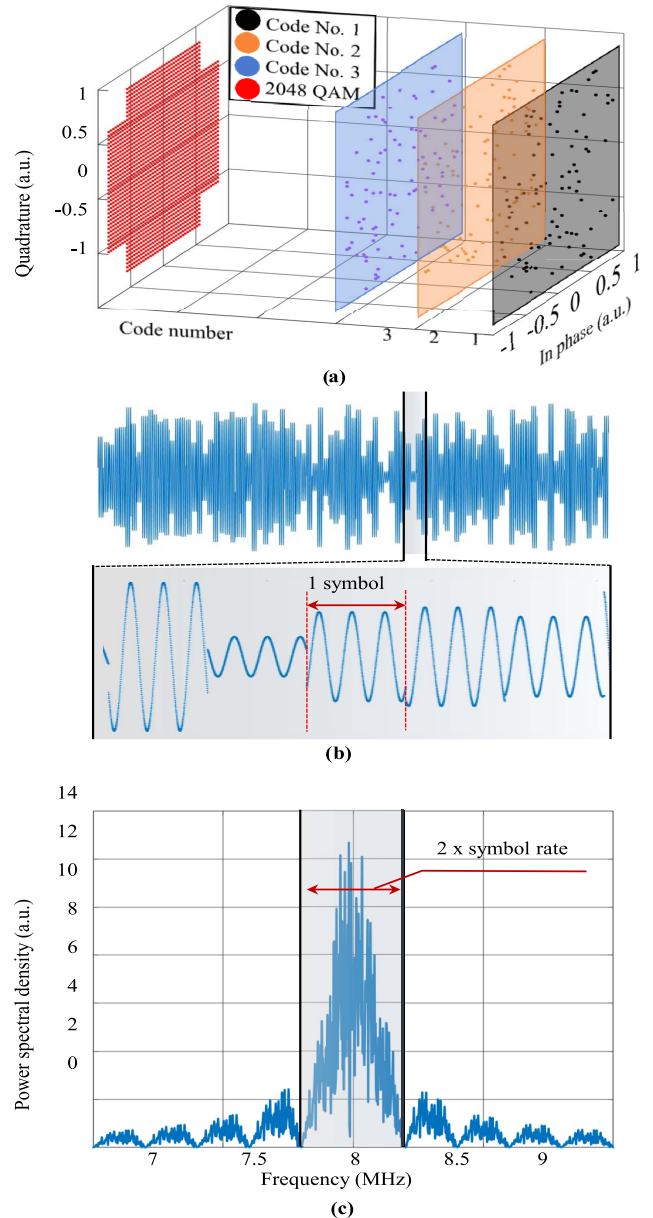 Code No. 1
Code No. 2
Code No. 3
2048 QAM
Quadrature (a.u.)
1
0.5
0
-0.5
-1
Code number
3
2
1
-1
-0.5
0
0.5
1
In phase (a.u.)
(a)
1 symbol
(b)
Power spectral density (a.u.)
14
12
10
8
6
4
2
0
2 x symbol rate
7
7.5
8
8.5
9
Frequency (MHz)
(c)